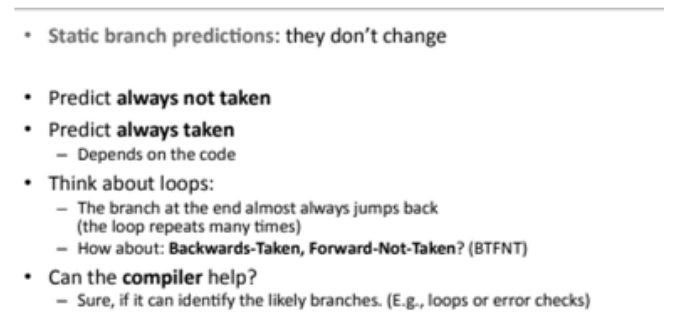 • Static branch predictions: they don't change
• Predict always not taken
• Predict always taken
– Depends on the code
• Think about loops:
– The branch at the end almost always jumps back
(the loop repeats many times)
– How about: Backwards-Taken, Forward-Not-Taken? (BTFNT)
• Can the compiler help?
– Sure, if it can identify the likely branches. (E.g., loops or error checks)